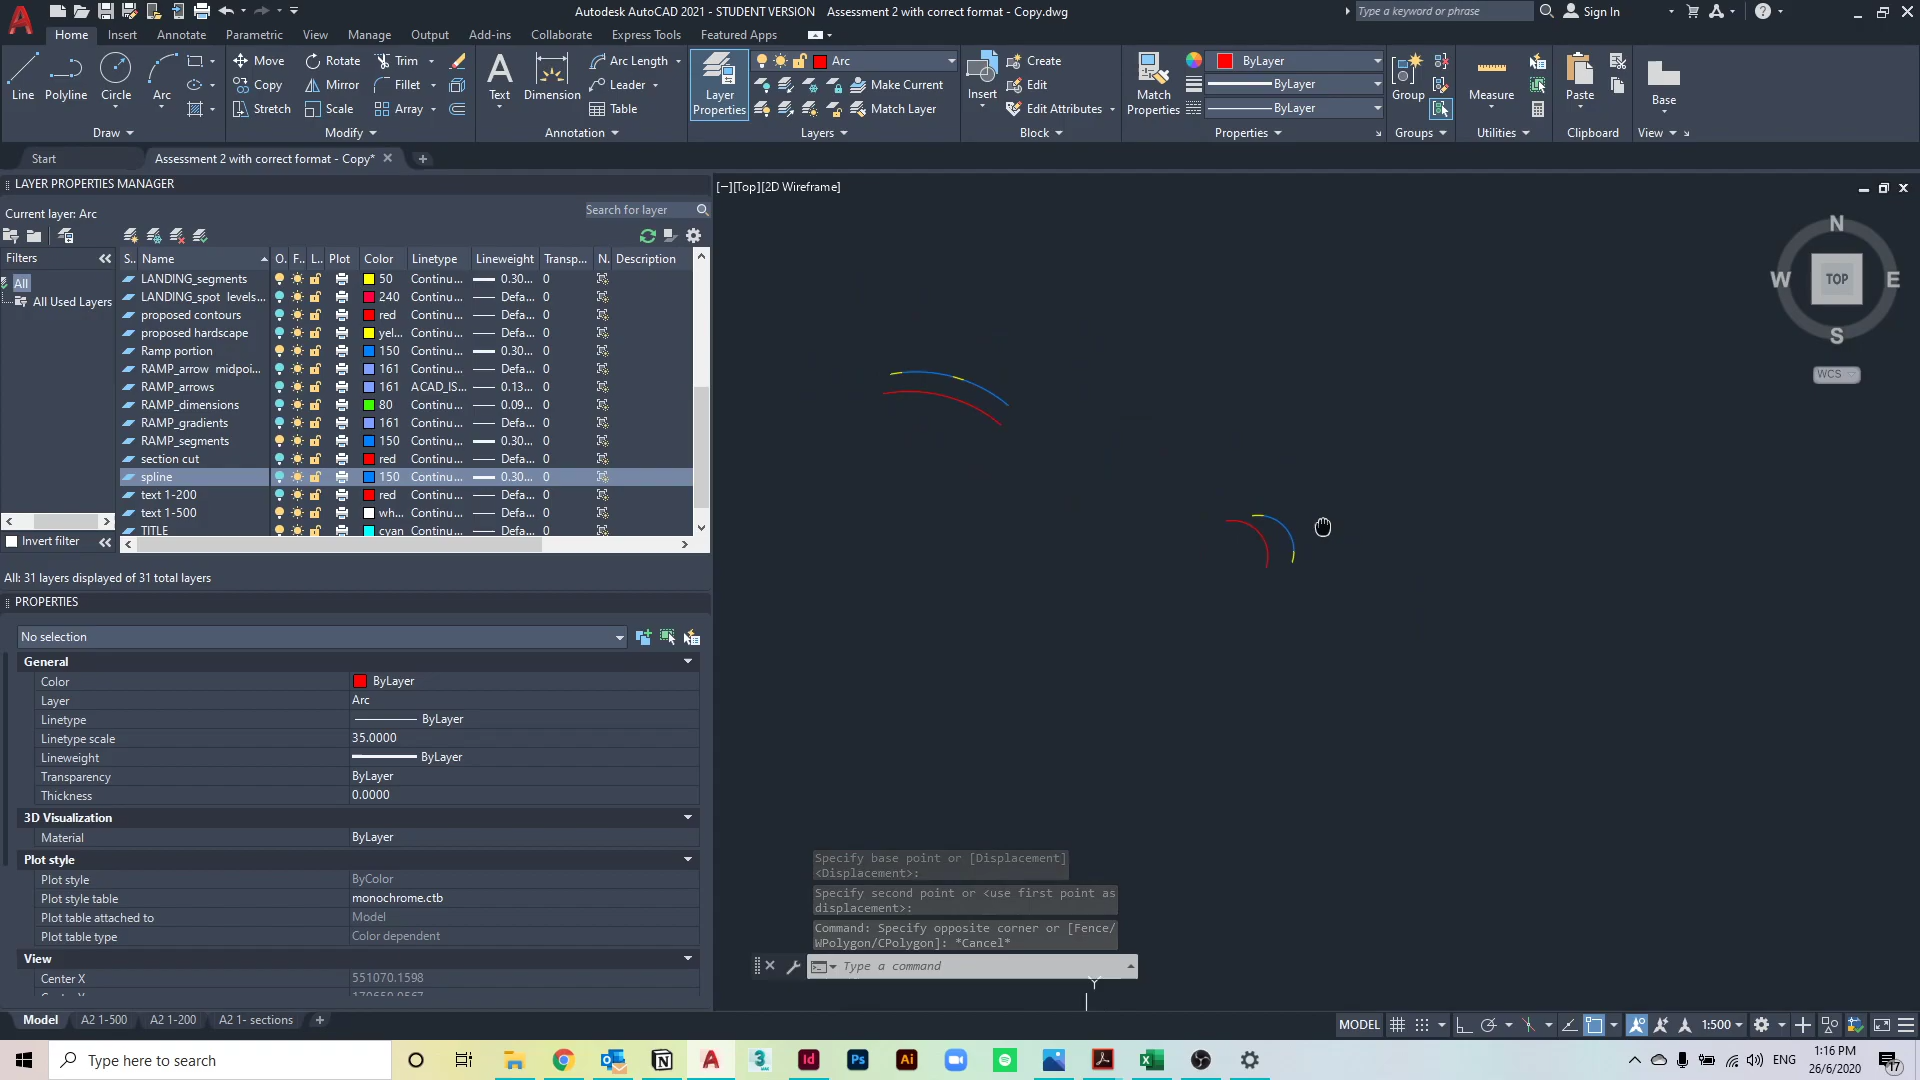 Autodesk AutoCAD 2021 - STUDENT VERSION Assessment 2 with correct format - Copy.dwg
Type a keyword or phrase
Sign In
Home Insert Annotate Parametric View Manage Output Add-ins Collaborate Express Tools Featured Apps
Line
Polyline
Circle
Arc
Move
Rotate
Trim
Copy
Mirror
Fillet
Stretch
Scale
Array
Text
Dimension
Arc Length
Leader
Table
Layer
Properties
Arc
Make Current
Match Layer
Insert
Create
Edit
Edit Attributes
Match
Properties
ByLayer
ByLayer
ByLayer
Group
Measure
Paste
Base
Draw
Modify
Annotation
Layers
Block
Properties
Groups
Utilities
Clipboard
View
Start
Assessment 2 with correct format - Copy*
LAYER PROPERTIES MANAGER
Current layer: Arc
Search for layer
Filters
All
All Used Layers
Invert filter
S.. Name O. F.. L.. Plot Color Linetype Lineweight Transp... N. Description
LANDING_segments 50 Continu... 0.30... 0
LANDING_spot levels... 240 Continu... Defa... 0
proposed contours red Continu... Defa... 0
proposed hardscape yel... Continu... Defa... 0
Ramp portion 150 Continu... 0.30... 0
RAMP_arrow midpoi... 161 Continu... Defa... 0
RAMP_arrows 161 ACAD_IS... 0.13... 0
RAMP_dimensions 80 Continu... 0.09... 0
RAMP_gradients 161 Continu... Defa... 0
RAMP_segments 150 Continu... 0.30... 0
section cut red Continu... Defa... 0
spline 150 Continu... 0.30... 0
text 1-200 red Continu... Defa... 0
text 1-500 wh... Continu... Defa... 0
TITLE cyan Continu... Defa... 0
All: 31 layers displayed of 31 total layers
PROPERTIES
No selection
General
Color ByLayer
Layer Arc
Linetype ByLayer
Linetype scale 35.0000
Lineweight ByLayer
Transparency ByLayer
Thickness 0.0000
3D Visualization
Material ByLayer
Plot style
Plot style ByColor
Plot style table monochrome.ctb
Plot table attached to Model
Plot table type Color dependent
View
Center X 551070.1598
[−][Top][2D Wireframe]
N
W
TOP
E
S
WCS
Specify base point or [Displacement]
<Displacement>:
Specify second point or <use first point as
displacement>:
Command: Specify opposite corner or [Fence/
WPolygon/CPolygon]: *Cancel*
Type a command
Y
Model A2 1-500 A2 1-200 A2 1- sections
MODEL
1:500
Type here to search
ENG
1:16 PM
26/6/2020
17